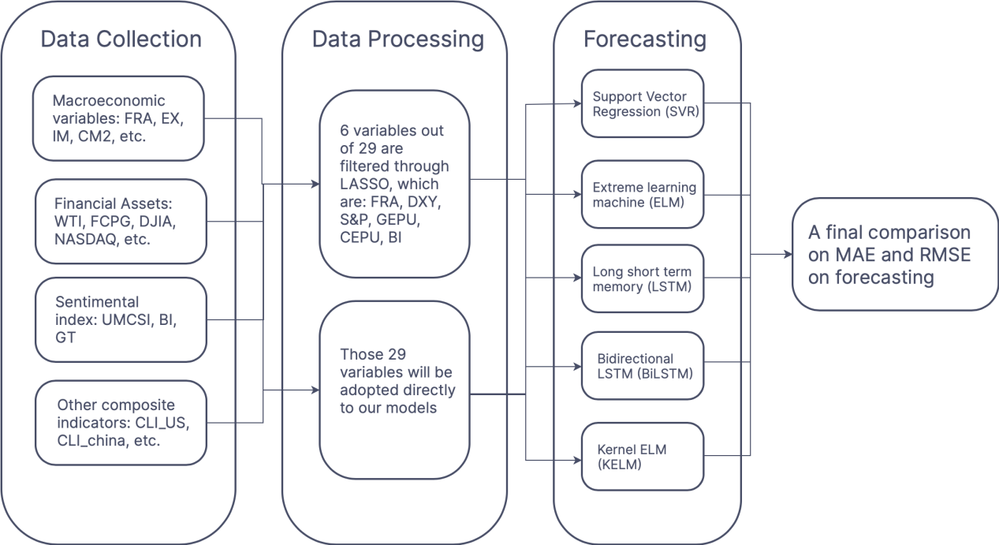 Data Collection
Macroeconomic
variables: FRA, EX,
IM, CM2, etc.
Financial Assets:
WTI, FCPG, DJIA,
NASDAQ, etc.
Sentimental
index: UMCSI, BI,
GT
Other composite
indicators: CLI_US,
CLI_china, etc.
Data Processing
6 variables out
of 29 are
filtered through
LASSO, which
are: FRA, DXY,
S&P, GEPU,
CEPU, BI
Those 29
variables will be
adopted directly
to our models
Forecasting
Support Vector
Regression (SVR)
Extreme learning
machine (ELM)
Long short term
memory (LSTM)
Bidirectional
LSTM (BiLSTM)
Kernel ELM
(KELM)
A final comparison
on MAE and RMSE
on forecasting